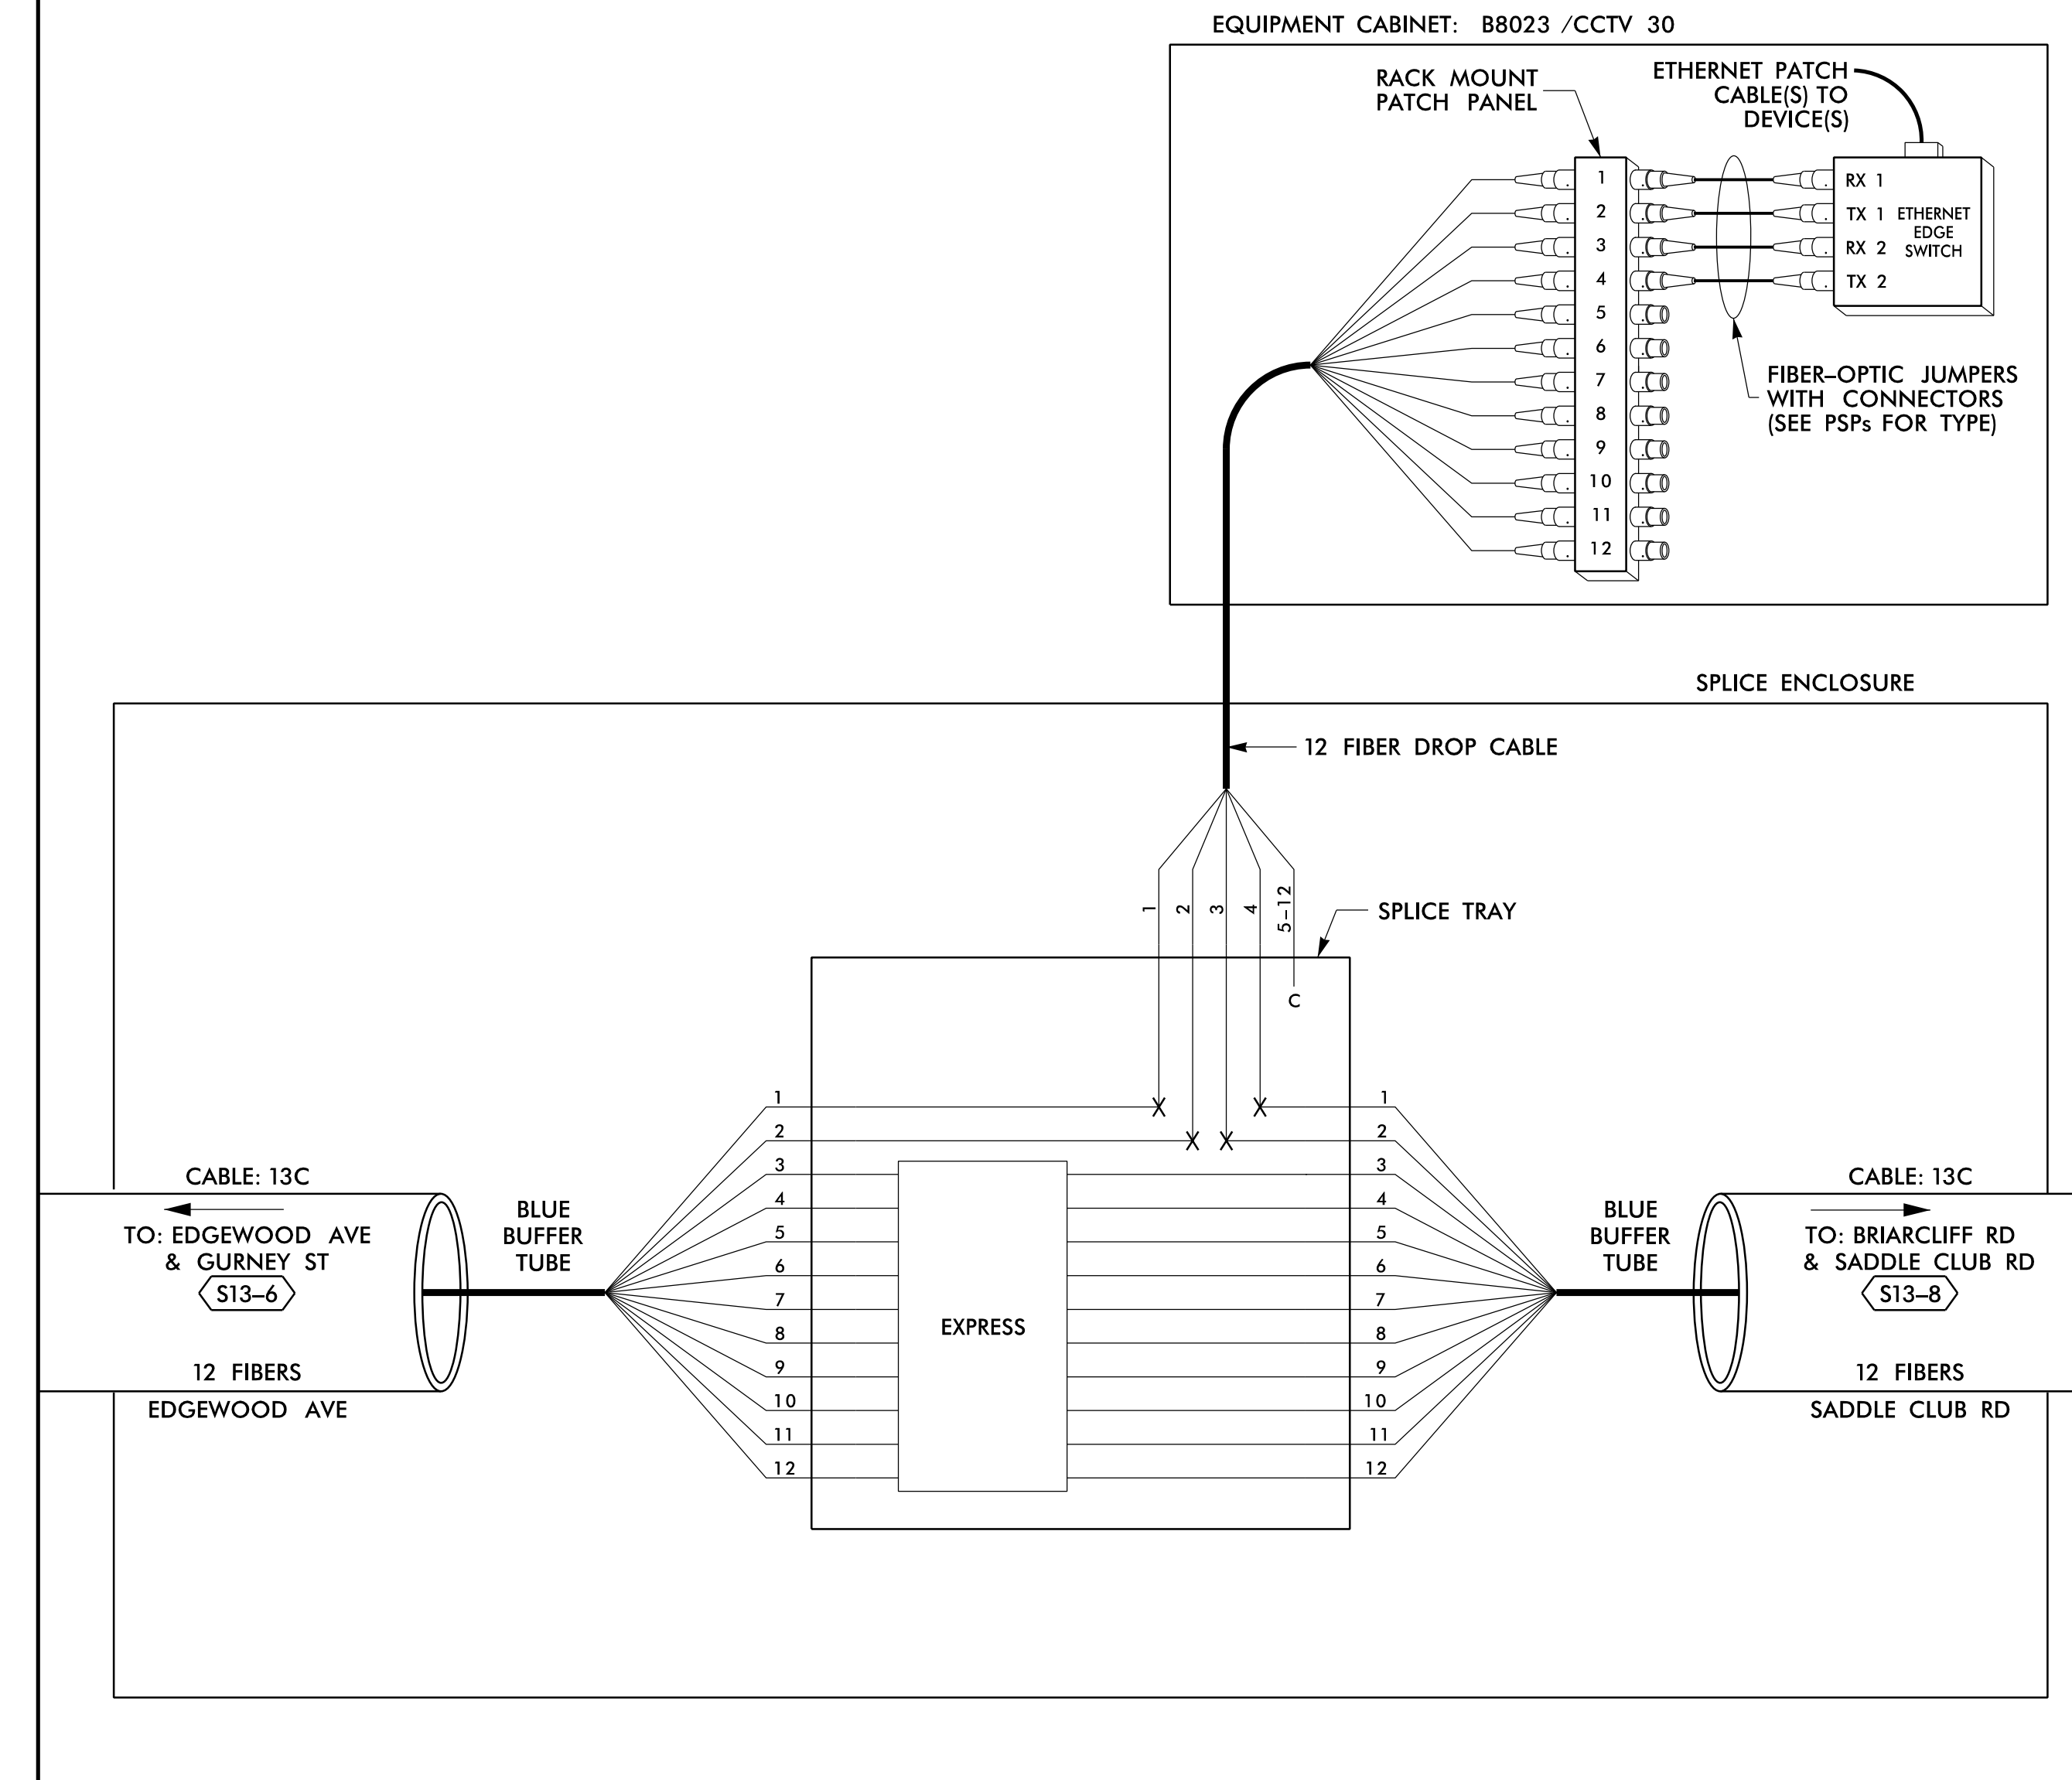 EQUIPMENT CABINET: B8023 /CCTV 30
RACK MOUNT
PATCH PANEL
ETHERNET PATCH
CABLE(S) TO
DEVICE(S)
1
2
3
4
5
6
7
8
9
10
11
12
RX 1
TX 1
RX 2
TX 2
ETHERNET
EDGE
SWITCH
FIBER–OPTIC JUMPERS
WITH CONNECTORS
(SEE PSPs FOR TYPE)
SPLICE ENCLOSURE
12 FIBER DROP CABLE
1
2
3
4
5–12
SPLICE TRAY
C
1
2
3
4
5
6
7
8
9
10
11
12
EXPRESS
1
2
3
4
5
6
7
8
9
10
11
12
CABLE: 13C
TO: EDGEWOOD AVE
& GURNEY ST
S13–6
12 FIBERS
EDGEWOOD AVE
BLUE
BUFFER
TUBE
BLUE
BUFFER
TUBE
CABLE: 13C
TO: BRIARCLIFF RD
& SADDLE CLUB RD
S13–8
12 FIBERS
SADDLE CLUB RD